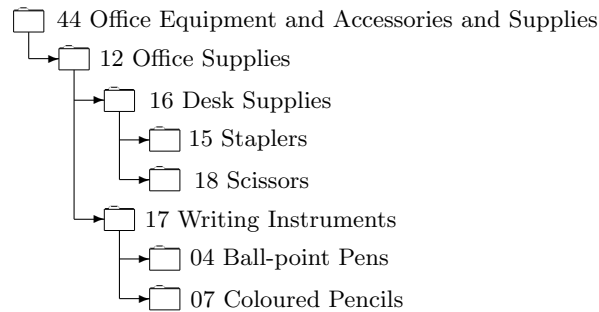 44 Office Equipment and Accessories and Supplies
12 Office Supplies
16 Desk Supplies
15 Staplers
18 Scissors
17 Writing Instruments
04 Ball-point Pens
07 Coloured Pencils